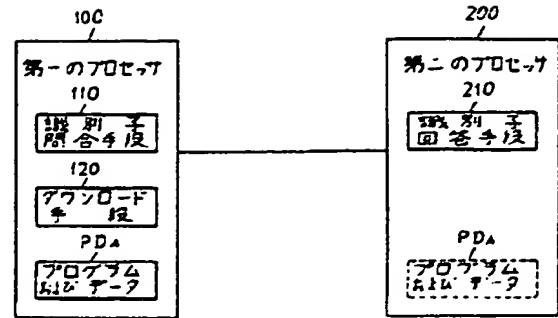 100
第一のプロセッサ
110
識別子
問合手段
120
ダウンロード
手段
PDA
プログラム
およびデータ
200
第二のプロセッサ
210
識別子
回答手段
PDA
プログラム
およびデータ